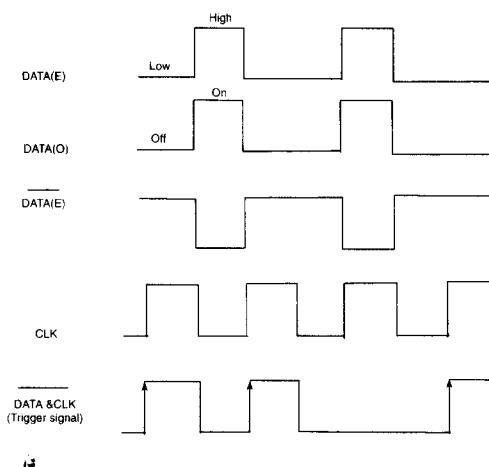 High
Low
DATA(E)
On
Off
DATA(O)
DATA(E)
CLK
DATA &CLK
(Trigger signal)